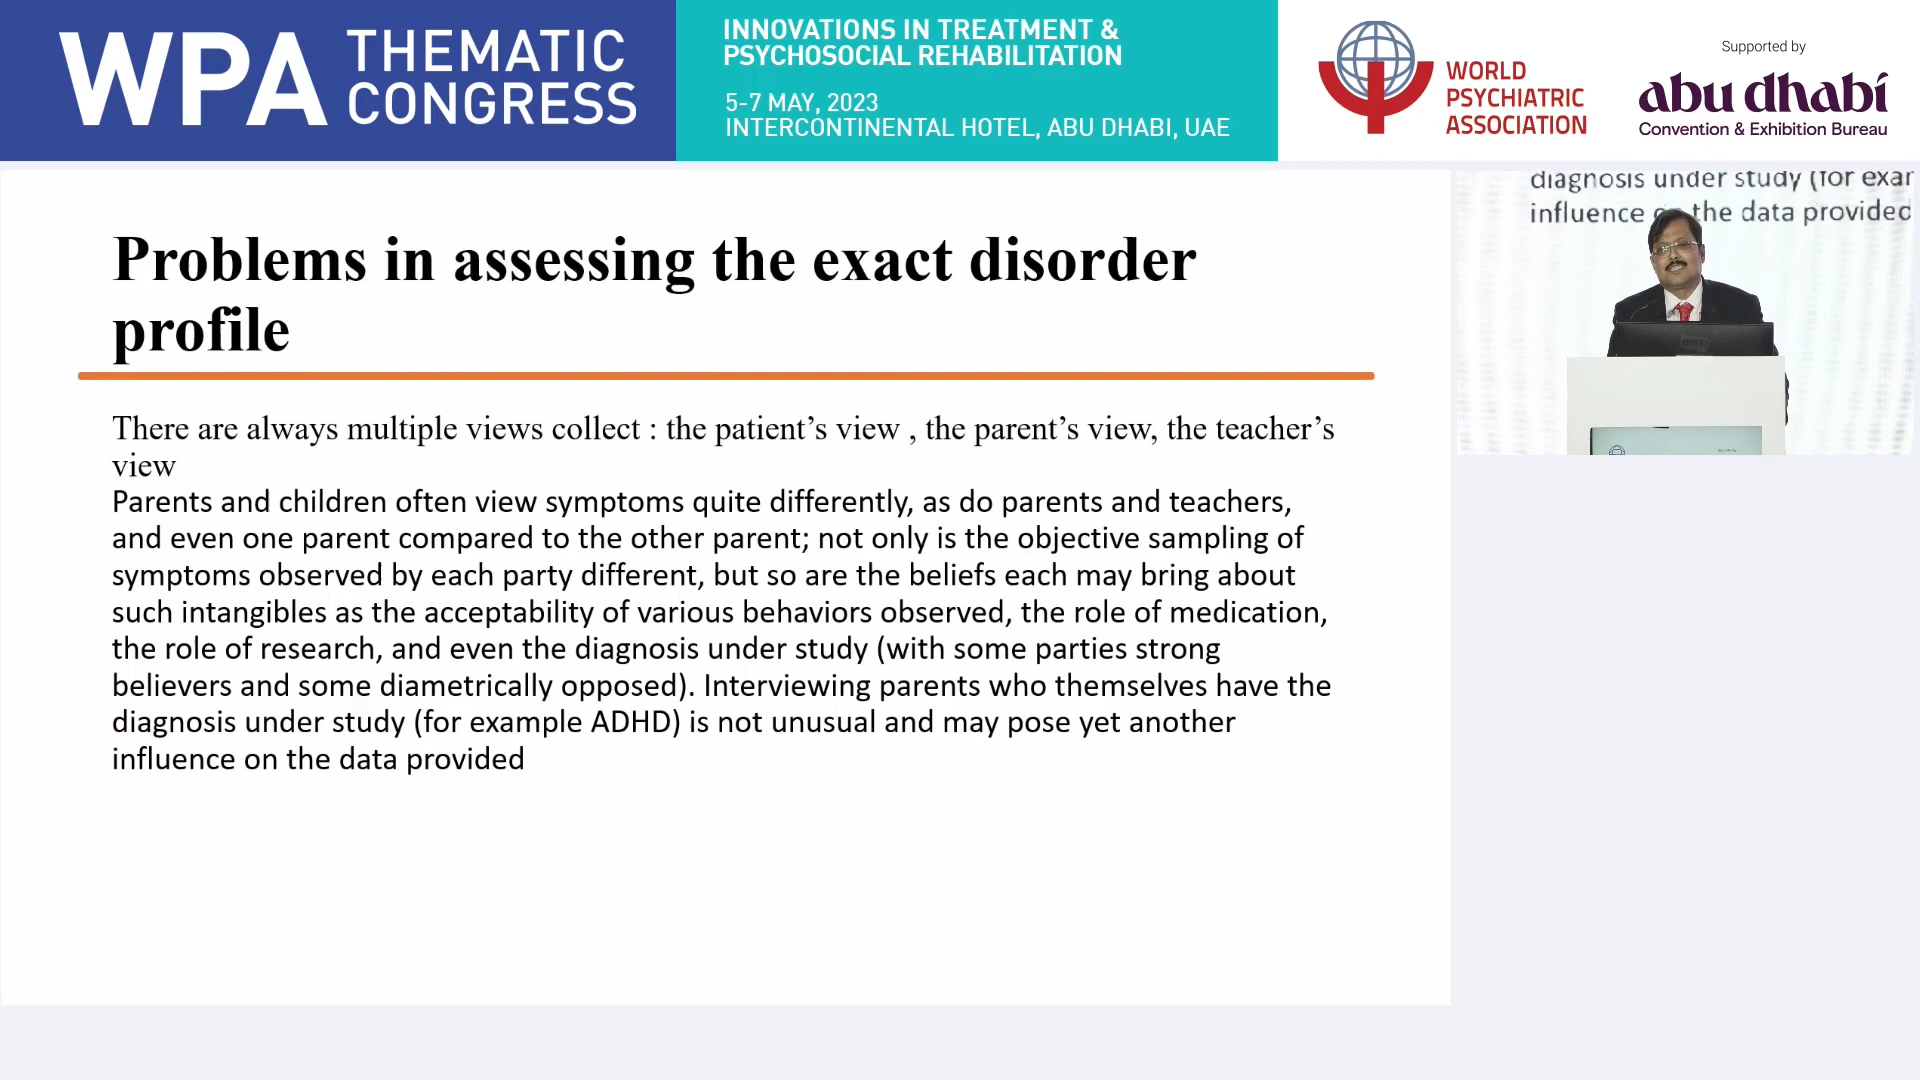 WPA THEMATIC
CONGRESS
INNOVATIONS IN TREATMENT &
PSYCHOSOCIAL REHABILITATION
5-7 MAY, 2023
INTERCONTINENTAL HOTEL, ABU DHABI, UAE
WORLD
PSYCHIATRIC
ASSOCIATION
Supported by
abu dhabi
Convention & Exhibition Bureau
Problems in assessing the exact disorder
profile
There are always multiple views collect : the patient’s view , the parent’s view, the teacher’s
view
Parents and children often view symptoms quite differently, as do parents and teachers,
and even one parent compared to the other parent; not only is the objective sampling of
symptoms observed by each party different, but so are the beliefs each may bring about
such intangibles as the acceptability of various behaviors observed, the role of medication,
the role of research, and even the diagnosis under study (with some parties strong
believers and some diametrically opposed). Interviewing parents who themselves have the
diagnosis under study (for example ADHD) is not unusual and may pose yet another
influence on the data provided
diagnosis under study (for exar
influence the data provided